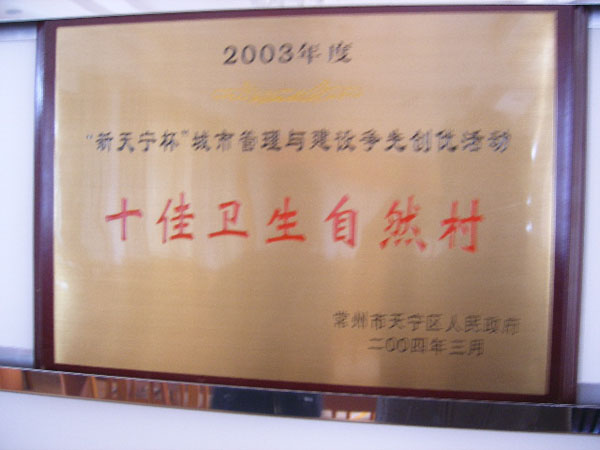 2003年度
“新天宁杯”城市管理与建设争先创优活动
十佳卫生自然村
常州市天宁区人民政府
二00四年三月